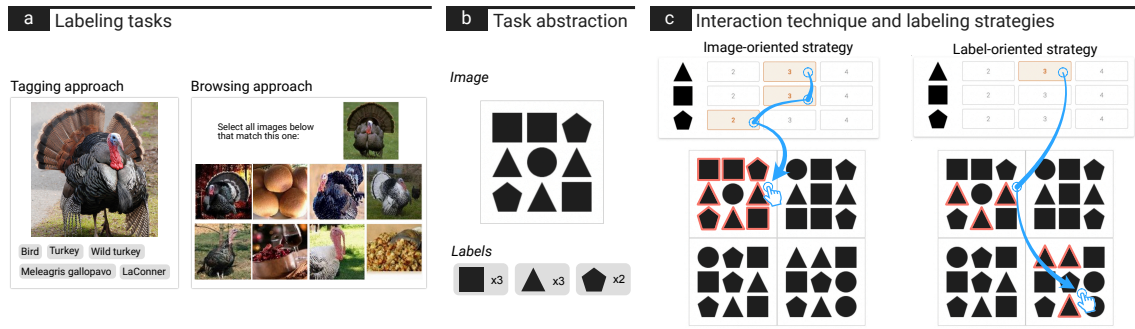 a Labeling tasks
Tagging approach
Bird Turkey Wild turkey
Meleagris gallopavo LaConner
Browsing approach
Select all images below
that match this one:
b Task abstraction
Image
Labels
x3 x3 x2
c Interaction technique and labeling strategies
Image-oriented strategy
2 3 4
2 3 4
2 3 4
Label-oriented strategy
2 3 4
2 3 4
2 3 4